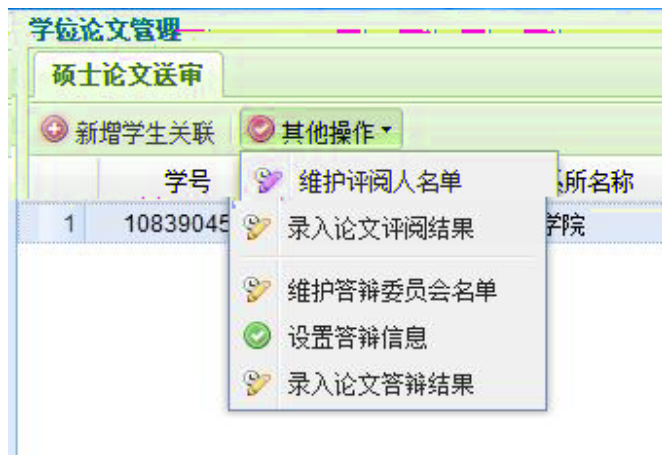 学位论文管理
硕士论文送审
新增学生关联 其他操作
学号 系所名称
1 10839045 学院
维护评阅人名单
录入论文评阅结果
维护答辩委员会名单
设置答辩信息
录入论文答辩结果